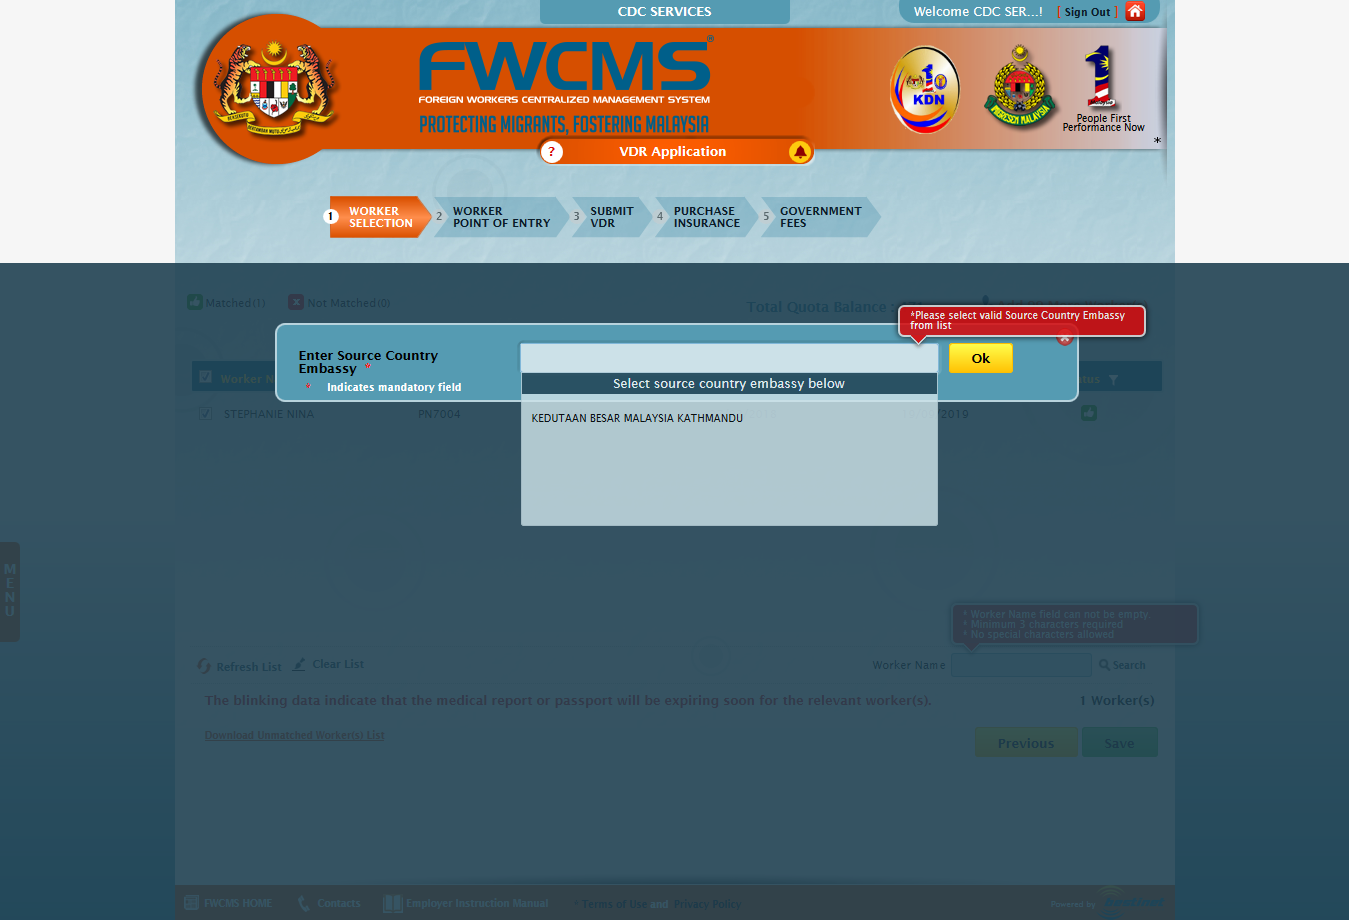 CDC SERVICES
Welcome CDC SER...!
[ Sign Out ]
FWCMS®
FOREIGN WORKERS CENTRALIZED MANAGEMENT SYSTEM
PROTECTING MIGRANTS, FOSTERING MALAYSIA
KDN
People First
Performance Now
*
? VDR Application
1 WORKER SELECTION
2 WORKER POINT OF ENTRY
3 SUBMIT VDR
4 PURCHASE INSURANCE
5 GOVERNMENT FEES
Matched(1)
Not Matched(0)
Total Quota Balance :
*Please select valid Source Country Embassy
from list
Enter Source Country
Embassy *
Ok
* Indicates mandatory field
Select source country embassy below
KEDUTAAN BESAR MALAYSIA KATHMANDU
Worker N
STEPHANIE NINA
PN7004
/2019
MENU
* Worker Name field can not be empty.
* Minimum 3 characters required
* No special characters allowed
Refresh List
Clear List
Worker Name
Search
The blinking data indicate that the medical report or passport will be expiring soon for the relevant worker(s).
1 Worker(s)
Download Unmatched Worker(s) List
Previous
Save
FWCMS HOME
Contacts
Employer Instruction Manual
* Terms of Use and Privacy Policy
Powered by